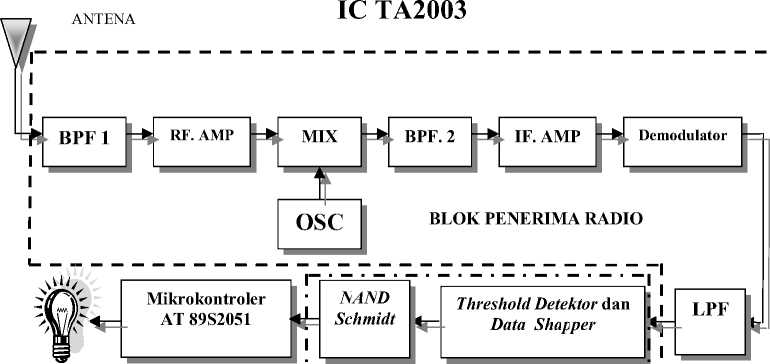 IC TA2003
ANTENA
BPF 1
RF. AMP
MIX
BPF. 2
IF. AMP
Demodulator
OSC
BLOK PENERIMA RADIO
Mikrokontroler
AT 89S2051
NAND
Schmidt
Threshold Detektor dan
Data Shapper
LPF